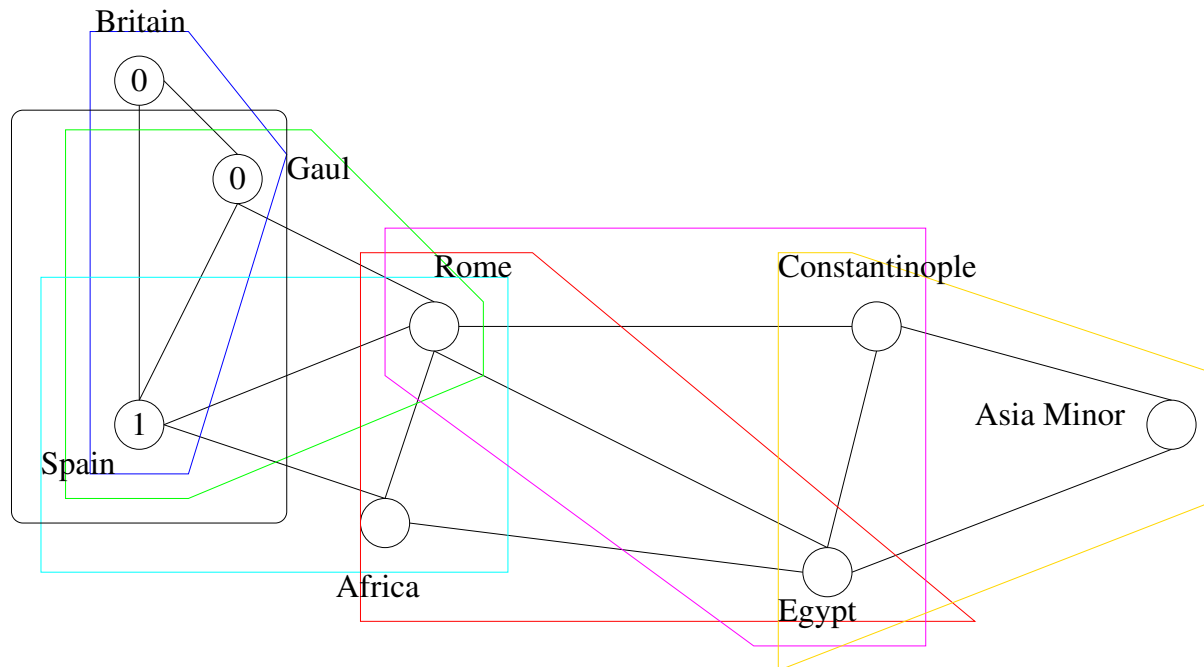 Britain
0
0
Gaul
Rome
Constantinople
1
Asia Minor
Spain
Africa
Egypt